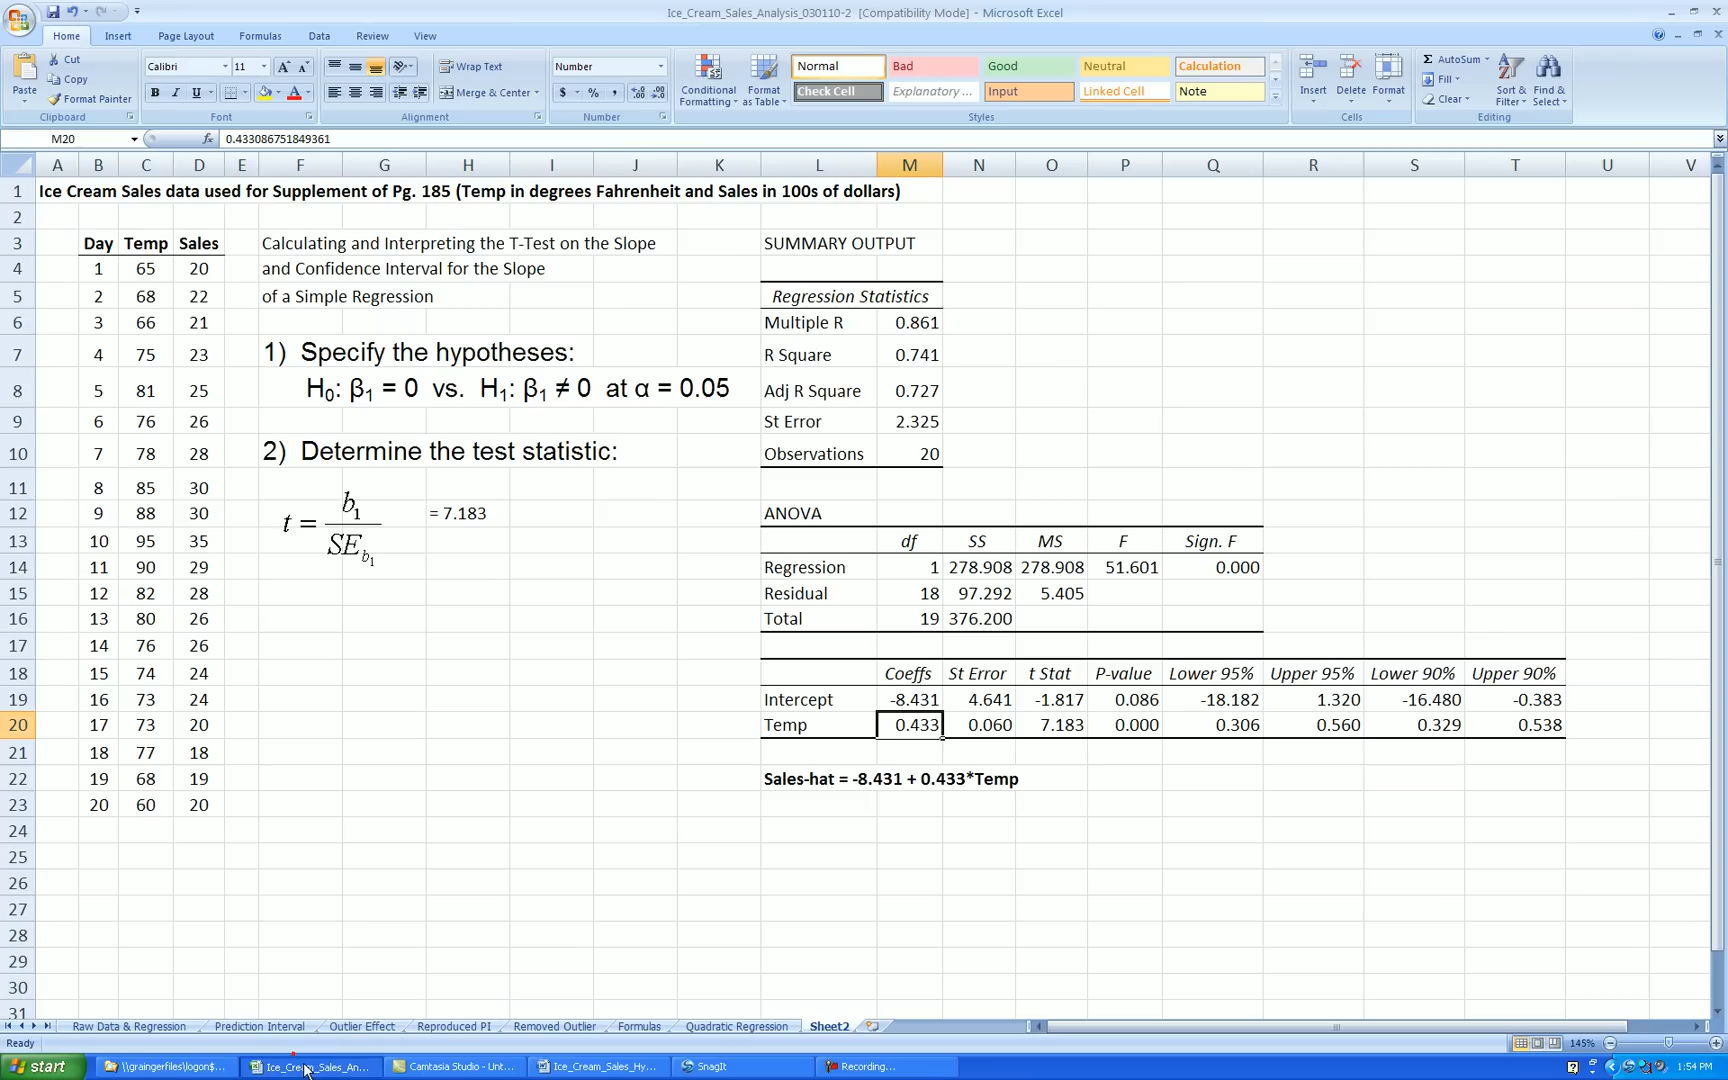 Ice_Cream_Sales_Analysis_030110-2 [Compatibility Mode] - Microsoft Excel
Home Insert Page Layout Formulas Data Review View
Cut
Copy
Format Painter
Paste
Clipboard
Calibri 11
B I U
Font
Wrap Text
Merge & Center
Alignment
Number
$ % ,
Number
Conditional Formatting
Format as Table
Normal Bad Good Neutral Calculation
Check Cell Explanatory ... Input Linked Cell Note
Styles
Insert Delete Format
Cells
AutoSum
Fill
Clear
Sort & Filter
Find & Select
Editing
M20 fx 0.433086751849361
A B C D E F G H I J K L M N O P Q R S T U V
1 Ice Cream Sales data used for Supplement of Pg. 185 (Temp in degrees Fahrenheit and Sales in 100s of dollars)
2
3 Day Temp Sales Calculating and Interpreting the T-Test on the Slope SUMMARY OUTPUT
4 1 65 20 and Confidence Interval for the Slope
5 2 68 22 of a Simple Regression Regression Statistics
6 3 66 21 Multiple R 0.861
7 4 75 23 1) Specify the hypotheses: R Square 0.741
8 5 81 25 H0: β1 = 0 vs. H1: β1 ≠ 0 at α = 0.05 Adj R Square 0.727
9 6 76 26 St Error 2.325
10 7 78 28 2) Determine the test statistic: Observations 20
11 8 85 30
12 9 88 30 t = b1 / SEb1 = 7.183 ANOVA
13 10 95 35 df SS MS F Sign. F
14 11 90 29 Regression 1 278.908 278.908 51.601 0.000
15 12 82 28 Residual 18 97.292 5.405
16 13 80 26 Total 19 376.200
17 14 76 26
18 15 74 24 Coeffs St Error t Stat P-value Lower 95% Upper 95% Lower 90% Upper 90%
19 16 73 24 Intercept -8.431 4.641 -1.817 0.086 -18.182 1.320 -16.480 -0.383
20 17 73 20 Temp 0.433 0.060 7.183 0.000 0.306 0.560 0.329 0.538
21 18 77 18
22 19 68 19 Sales-hat = -8.431 + 0.433*Temp
23 20 60 20
24
25
26
27
28
29
30
31
Raw Data & Regression Prediction Interval Outlier Effect Reproduced PI Removed Outlier Formulas Quadratic Regression Sheet2
Ready 145%
start \\graingerfiles\logon$... Ice_Cream_Sales_An... Camtasia Studio - Unt... Ice_Cream_Sales_Hy... SnagIt Recording... 1:54 PM